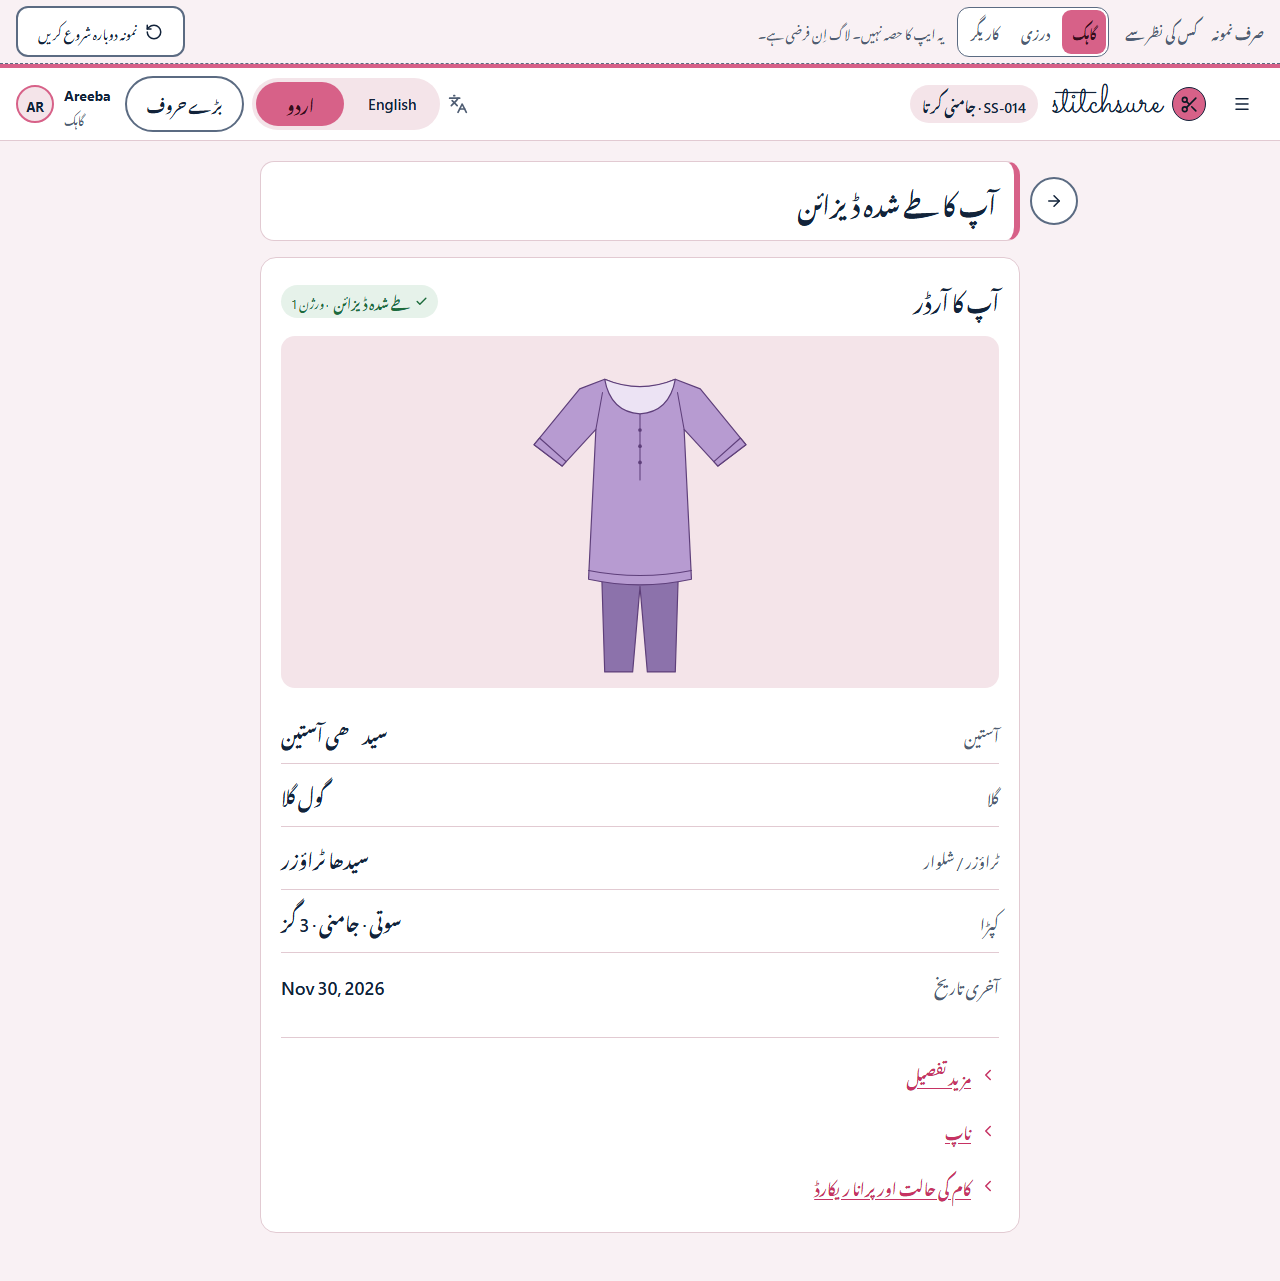 صرف نمونہ
کس کی نظر سے
گاہک
درزی
کاریگر
یہ ایپ کا حصہ نہیں۔ لاگ اِن فرضی ہے۔
نمونہ دوبارہ شروع کریں
stitchsure
SS-014 · جامنی کرتا
English
اردو
بڑے حروف
Areeba
گاہک
AR
آپ کا طے شدہ ڈیزائن
آپ کا آرڈر
طے شدہ ڈیزائن · ورژن 1
آستین
سیدھی آستین
گلا
گول گلا
ٹراؤزر / شلوار
سیدھا ٹراؤزر
کپڑا
سوتی · جامنی · 3 گز
آخری تاریخ
Nov 30, 2026
مزید تفصیل
ناپ
کام کی حالت اور پرانا ریکارڈ